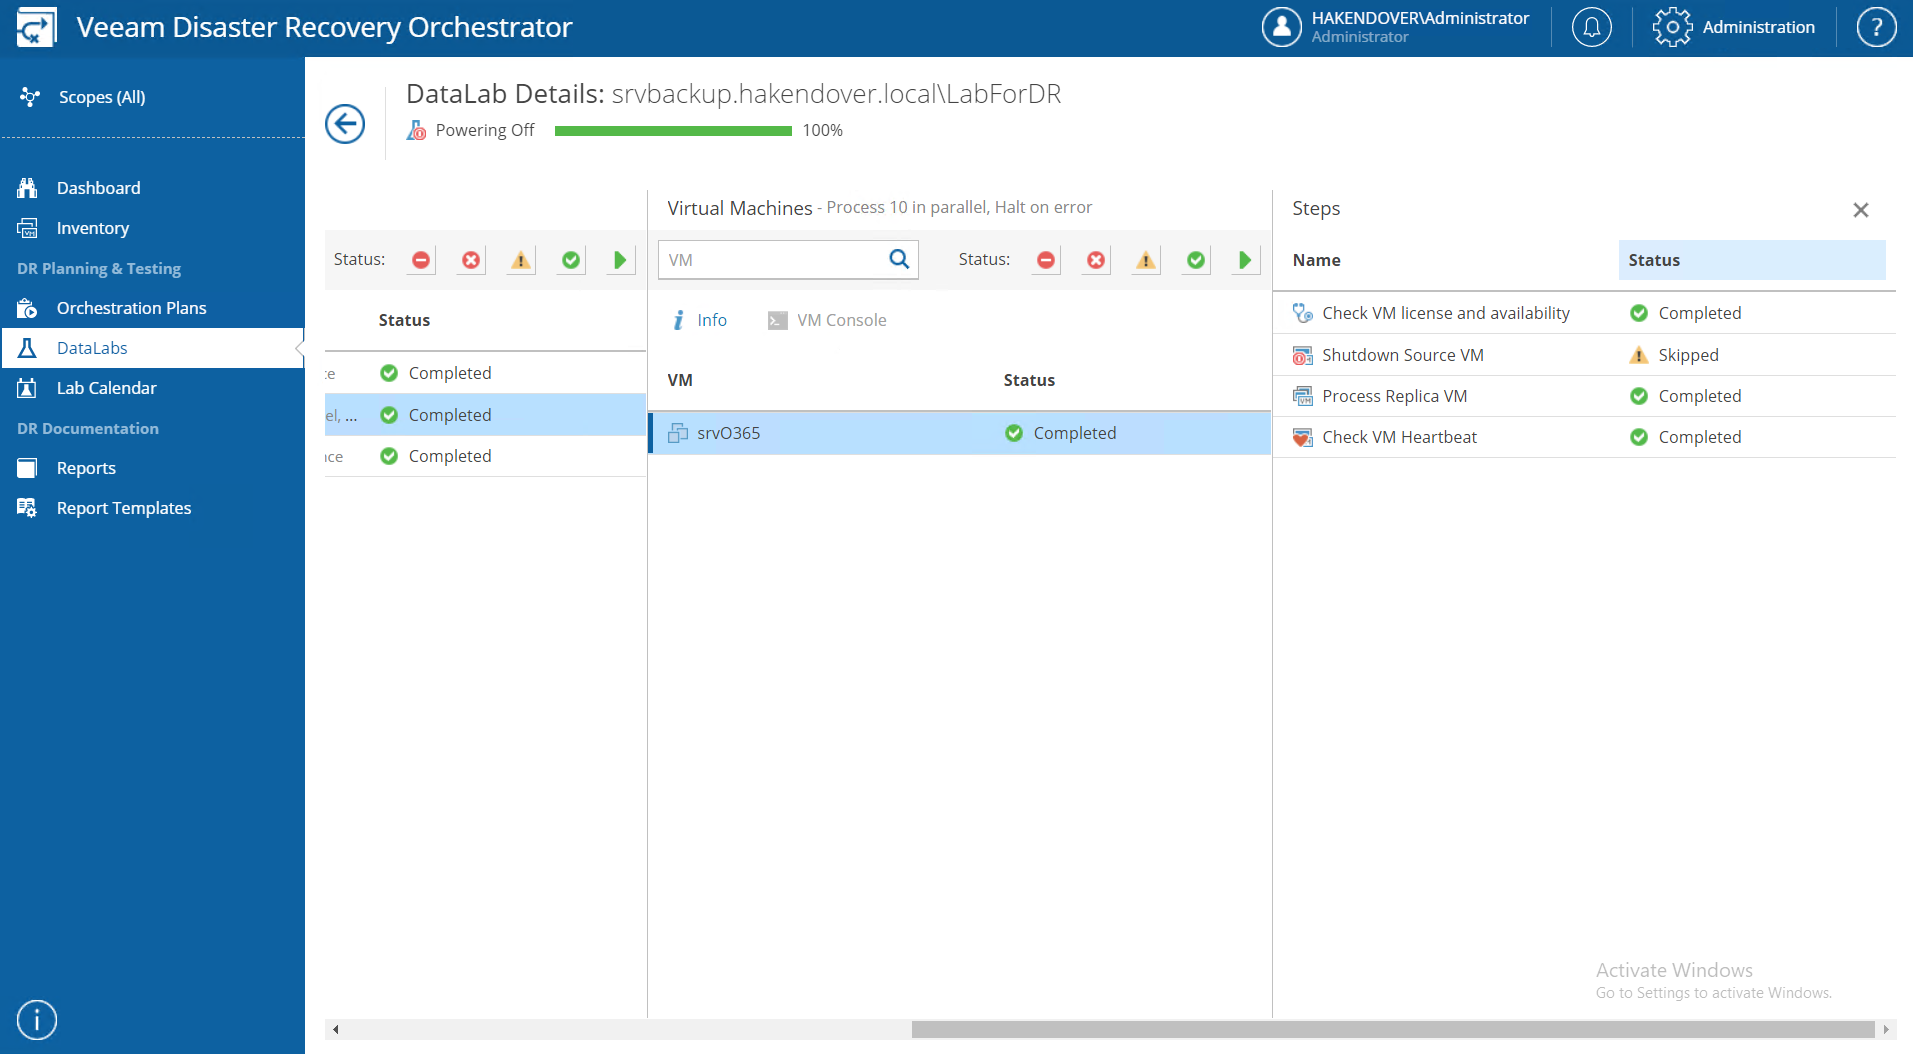 Veeam Disaster Recovery Orchestrator
HAKENDOVER\Administrator
Administrator
Administration
?
Scopes (All)
Dashboard
Inventory
DR Planning & Testing
Orchestration Plans
DataLabs
Lab Calendar
DR Documentation
Reports
Report Templates
DataLab Details: srvbackup.hakendover.local\LabForDR
Powering Off 100%
Status:
Status
te Completed
el, ... Completed
nce Completed
Virtual Machines - Process 10 in parallel, Halt on error
VM Status:
Info VM Console
VM Status
srvO365 Completed
Steps
Name Status
Check VM license and availability Completed
Shutdown Source VM Skipped
Process Replica VM Completed
Check VM Heartbeat Completed
Activate Windows
Go to Settings to activate Windows.